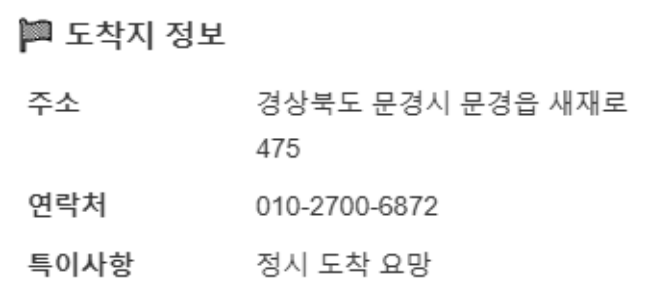 도착지 정보
주소 경상북도 문경시 문경읍 새재로
475
연락처 010-2700-6872
특이사항 정시 도착 요망